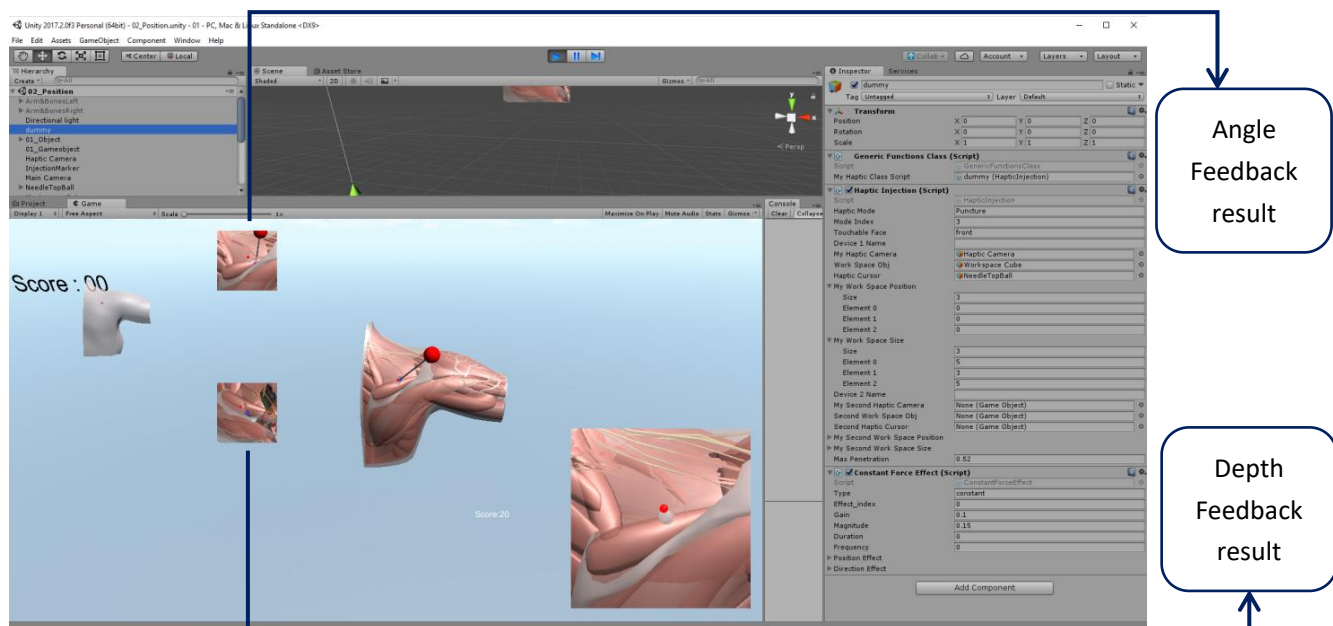 Unity 2017.2.0f3 Personal (64bit) - 02_Position.unity - 01 - PC, Mac & Linux Standalone <DX9>
File Edit Assets GameObject Component Window Help
Center Local
Collab Account Layers Layout
Hierarchy
Create All
02_Position
Arm&BonesLeft
Arm&BonesRight
Directional light
dummy
01_Object
01_Gameobject
Haptic Camera
InjectionMarker
Main Camera
NeedleTopBall
Scene Asset Store
Shaded 2D Gizmos All
y
x
Persp
Project Game
Display 1 Free Aspect Scale 1x Maximize On Play Mute Audio Stats Gizmos
Console
Clear Collapse
Score : 00
Score:20
Inspector Services
dummy Static
Tag Untagged Layer Default
Transform
Position X 0 Y 0 Z 0
Rotation X 0 Y 0 Z 0
Scale X 1 Y 1 Z 1
Generic Functions Class (Script)
Script GenericFunctionsClass
My Haptic Class Script dummy (HapticInjection)
Haptic Injection (Script)
Script HapticInjection
Haptic Mode Puncture
Mode Index 3
Touchable Face front
Device 1 Name
My Haptic Camera Haptic Camera
Work Space Obj Workspace Cube
Haptic Cursor NeedleTopBall
My Work Space Position
Size 3
Element 0 0
Element 1 0
Element 2 0
My Work Space Size
Size 3
Element 0 5
Element 1 3
Element 2 5
Device 2 Name
My Second Haptic Camera None (Game Object)
Second Work Space Obj None (Game Object)
Second Haptic Cursor None (Game Object)
My Second Work Space Position
My Second Work Space Size
Max Penetration 0.52
Constant Force Effect (Script)
Script ConstantForceEffect
Type constant
Effect_index 0
Gain 0.1
Magnitude 0.15
Duration 8
Frequency 0
Position Effect
Direction Effect
Add Component
Angle
Feedback
result
Depth
Feedback
result